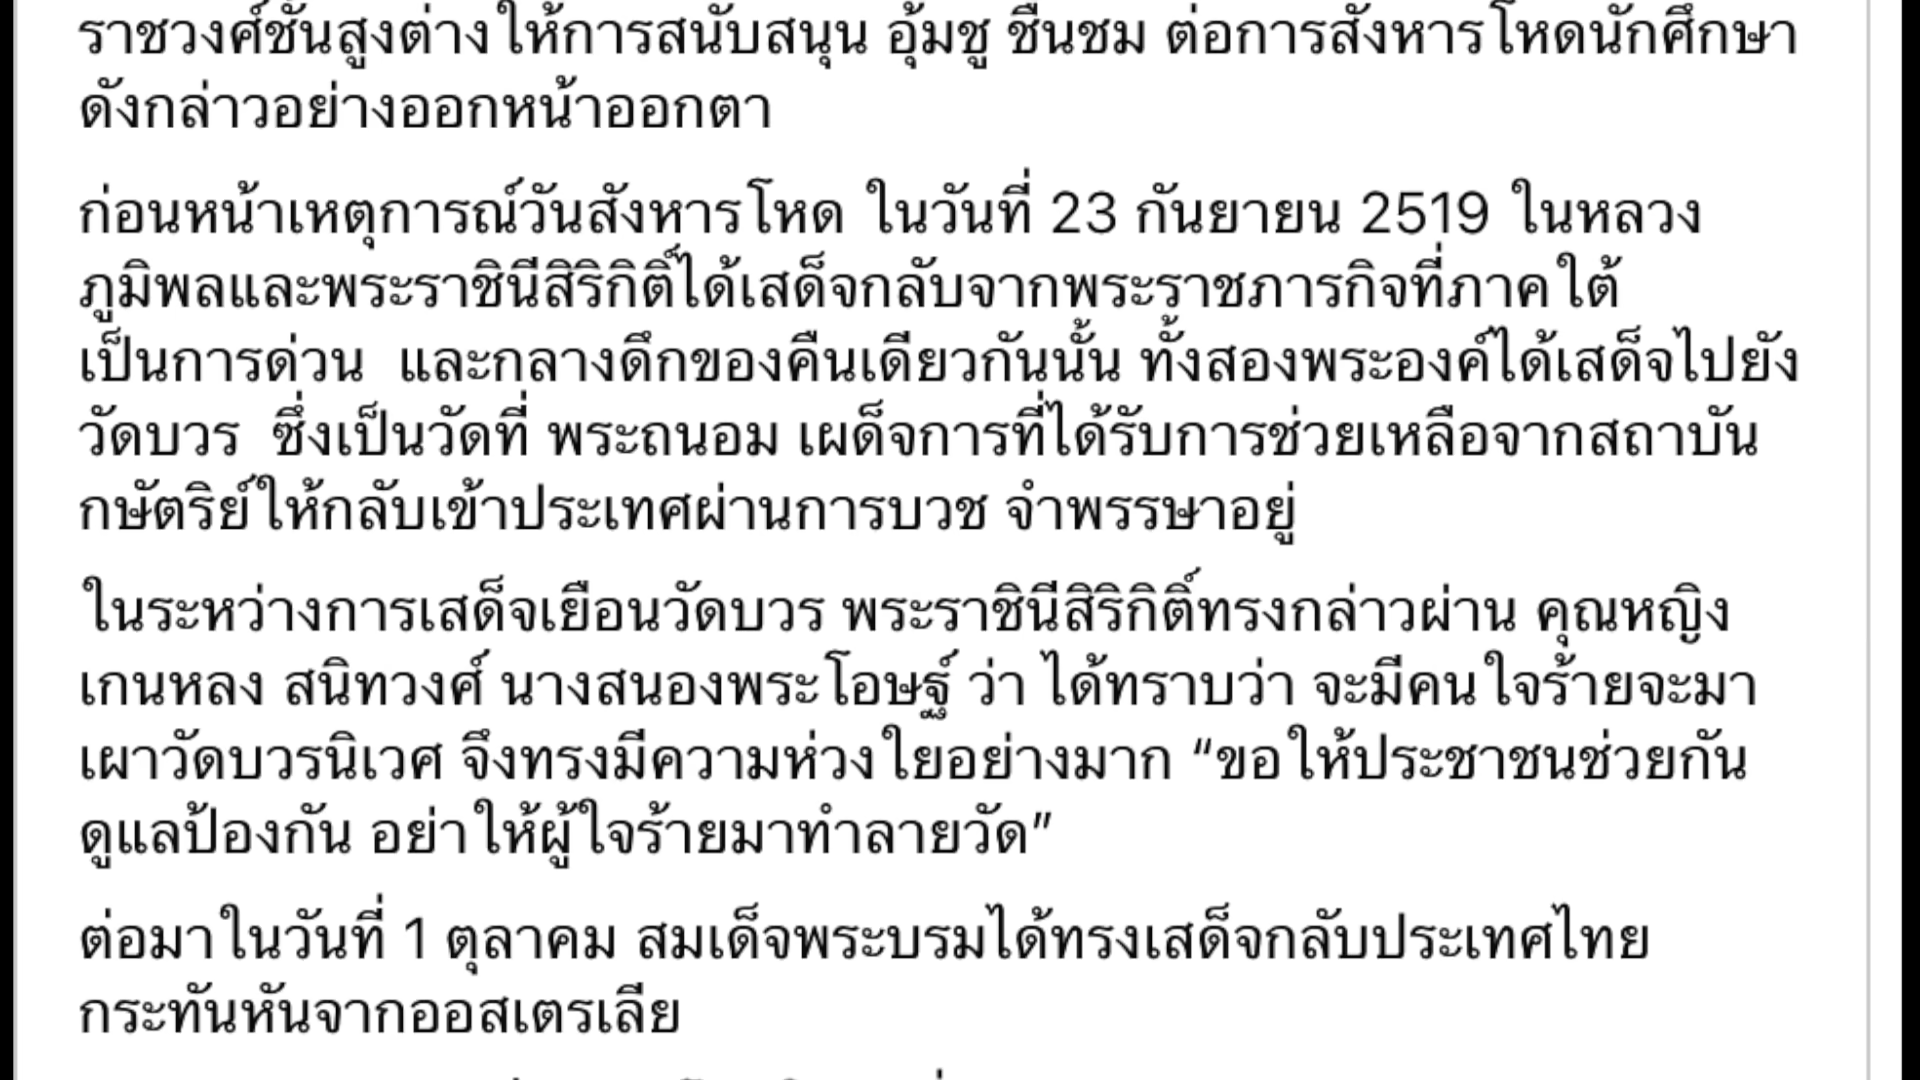 ราชวงศ์ชั้นสูงต่างให้การสนับสนุน อุ้มชู ชื่นชม ต่อการสังหารโหดนักศึกษา
ดังกล่าวอย่างออกหน้าออกตา
ก่อนหน้าเหตุการณ์วันสังหารโหด ในวันที่ 23 กันยายน 2519 ในหลวง
ภูมิพลและพระราชินีสิริกิติ์ได้เสด็จกลับจากพระราชภารกิจที่ภาคใต้
เป็นการด่วน และกลางดึกของคืนเดียวกันนั้น ทั้งสองพระองค์ได้เสด็จไปยัง
วัดบวร ซึ่งเป็นวัดที่ พระถนอม เผด็จการที่ได้รับการช่วยเหลือจากสถาบัน
กษัตริย์ให้กลับเข้าประเทศผ่านการบวช จำพรรษาอยู่
ในระหว่างการเสด็จเยือนวัดบวร พระราชินีสิริกิติ์ทรงกล่าวผ่าน คุณหญิง
เกนหลง สนิทวงศ์ นางสนองพระโอษฐ์ ว่า ได้ทราบว่า จะมีคนใจร้ายจะมา
เผาวัดบวรนิเวศ จึงทรงมีความห่วงใยอย่างมาก “ขอให้ประชาชนช่วยกัน
ดูแลป้องกัน อย่าให้ผู้ใจร้ายมาทำลายวัด”
ต่อมาในวันที่ 1 ตุลาคม สมเด็จพระบรมได้ทรงเสด็จกลับประเทศไทย
กระทันหันจากออสเตรเลีย